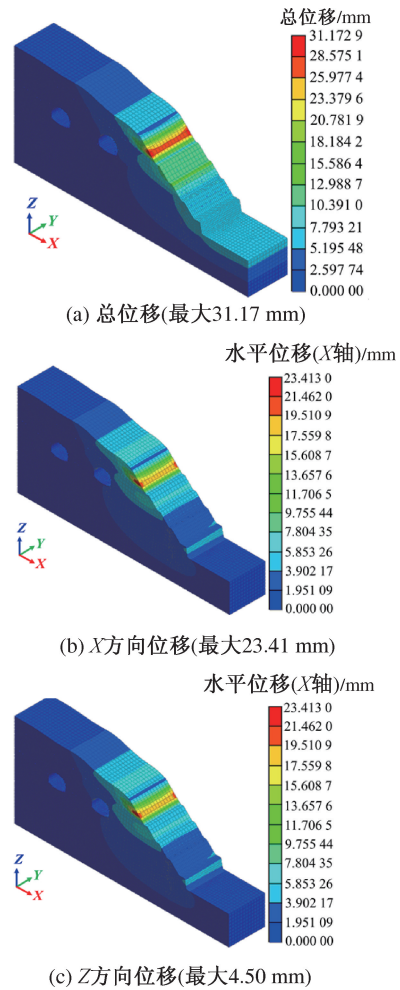 总位移/mm
31.172 9
28.575 1
25.977 4
23.379 6
20.781 9
18.184 2
15.586 4
12.988 7
10.391 0
7.793 21
5.195 48
2.597 74
0.000 00
Z
Y
X
(a) 总位移(最大31.17 mm)
水平位移(X轴)/mm
23.413 0
21.462 0
19.510 9
17.559 8
15.608 7
13.657 6
11.706 5
9.755 44
7.804 35
5.853 26
3.902 17
1.951 09
0.000 00
Z
Y
X
(b) X方向位移(最大23.41 mm)
水平位移(X轴)/mm
23.413 0
21.462 0
19.510 9
17.559 8
15.608 7
13.657 6
11.706 5
9.755 44
7.804 35
5.853 26
3.902 17
1.951 09
0.000 00
Z
Y
X
(c) Z方向位移(最大4.50 mm)